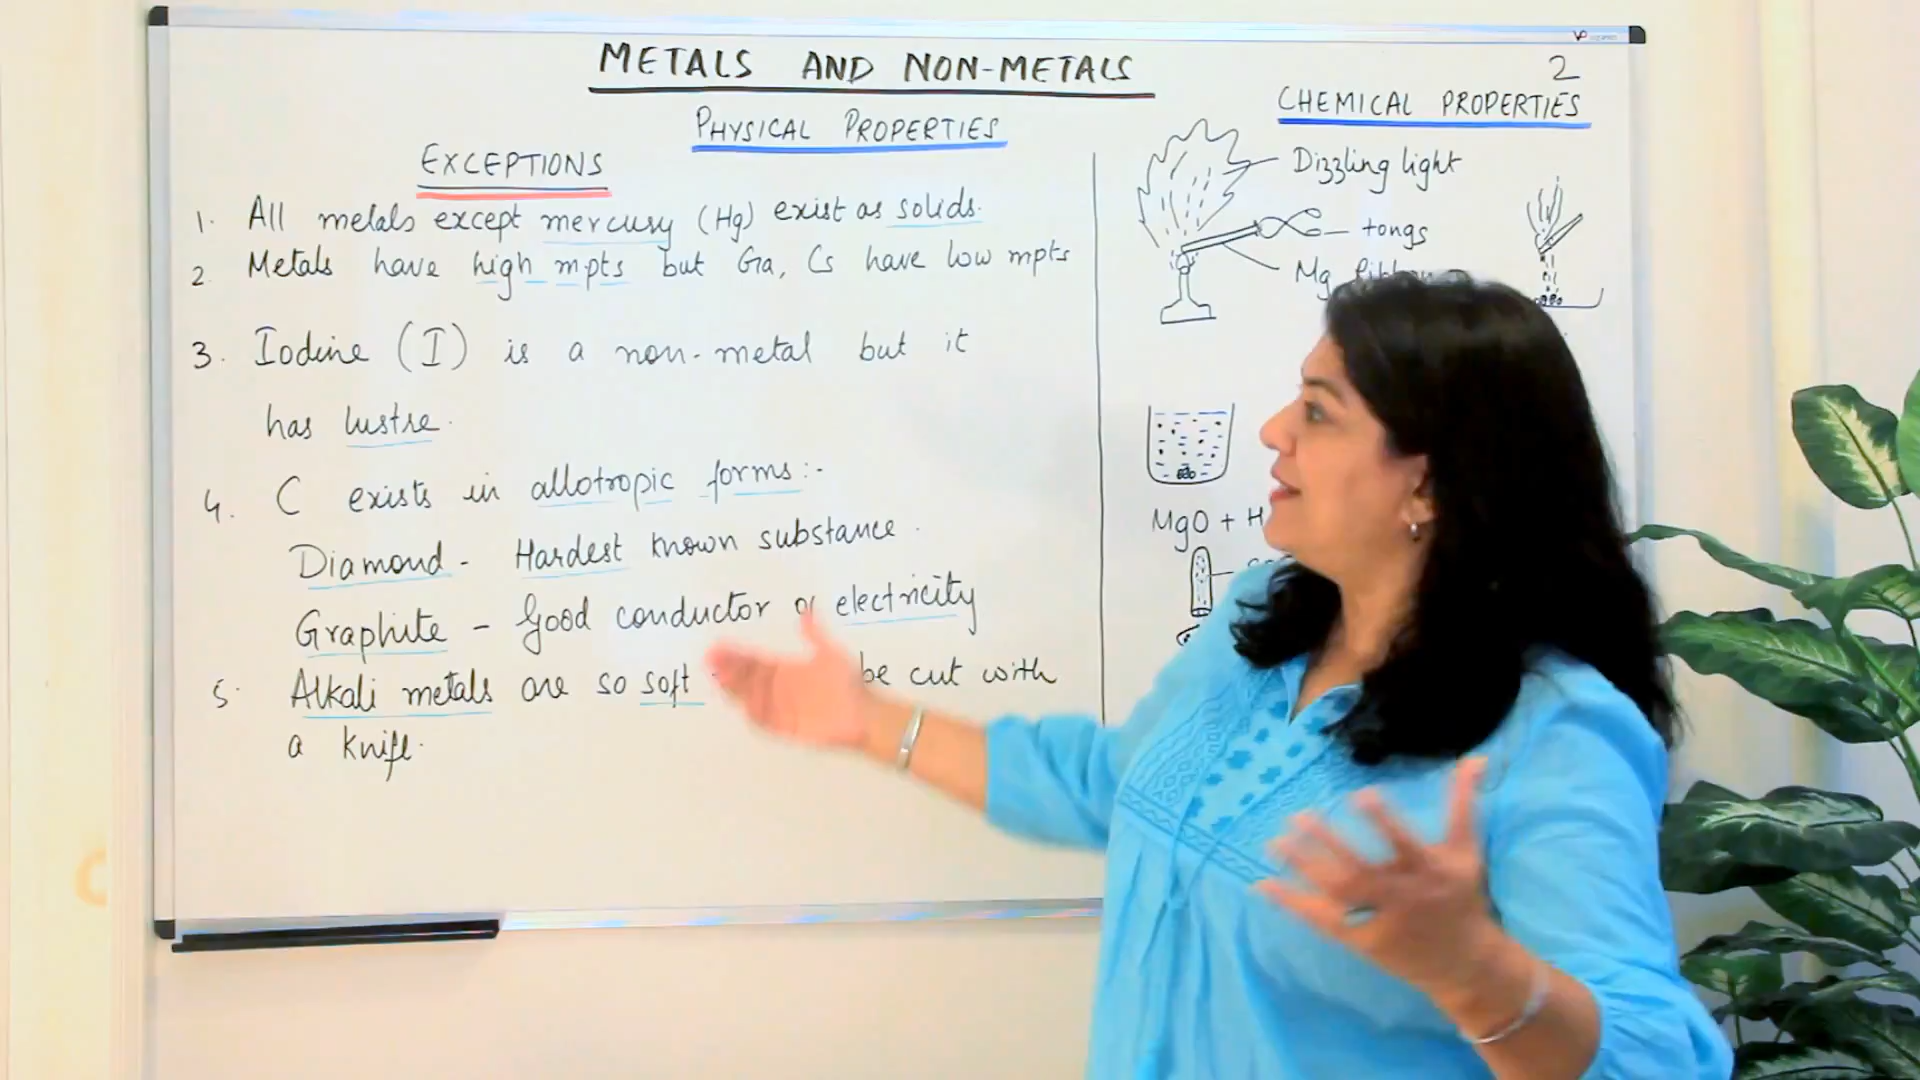 METALS AND NON-METALS
2
PHYSICAL PROPERTIES
EXCEPTIONS
1. All metals except mercury (Hg) exist as solids.
2. Metals have high mpts but Ga, Cs have low mpts
3. Iodine (I) is a non-metal but it
has lustre.
4. C exists in allotropic forms:-
Diamond - Hardest known substance.
Graphite - Good conductor of electricity
5. Alkali metals are so soft be cut with
a knife.
CHEMICAL PROPERTIES
Dizzling light
tongs
Mg
MgO + H